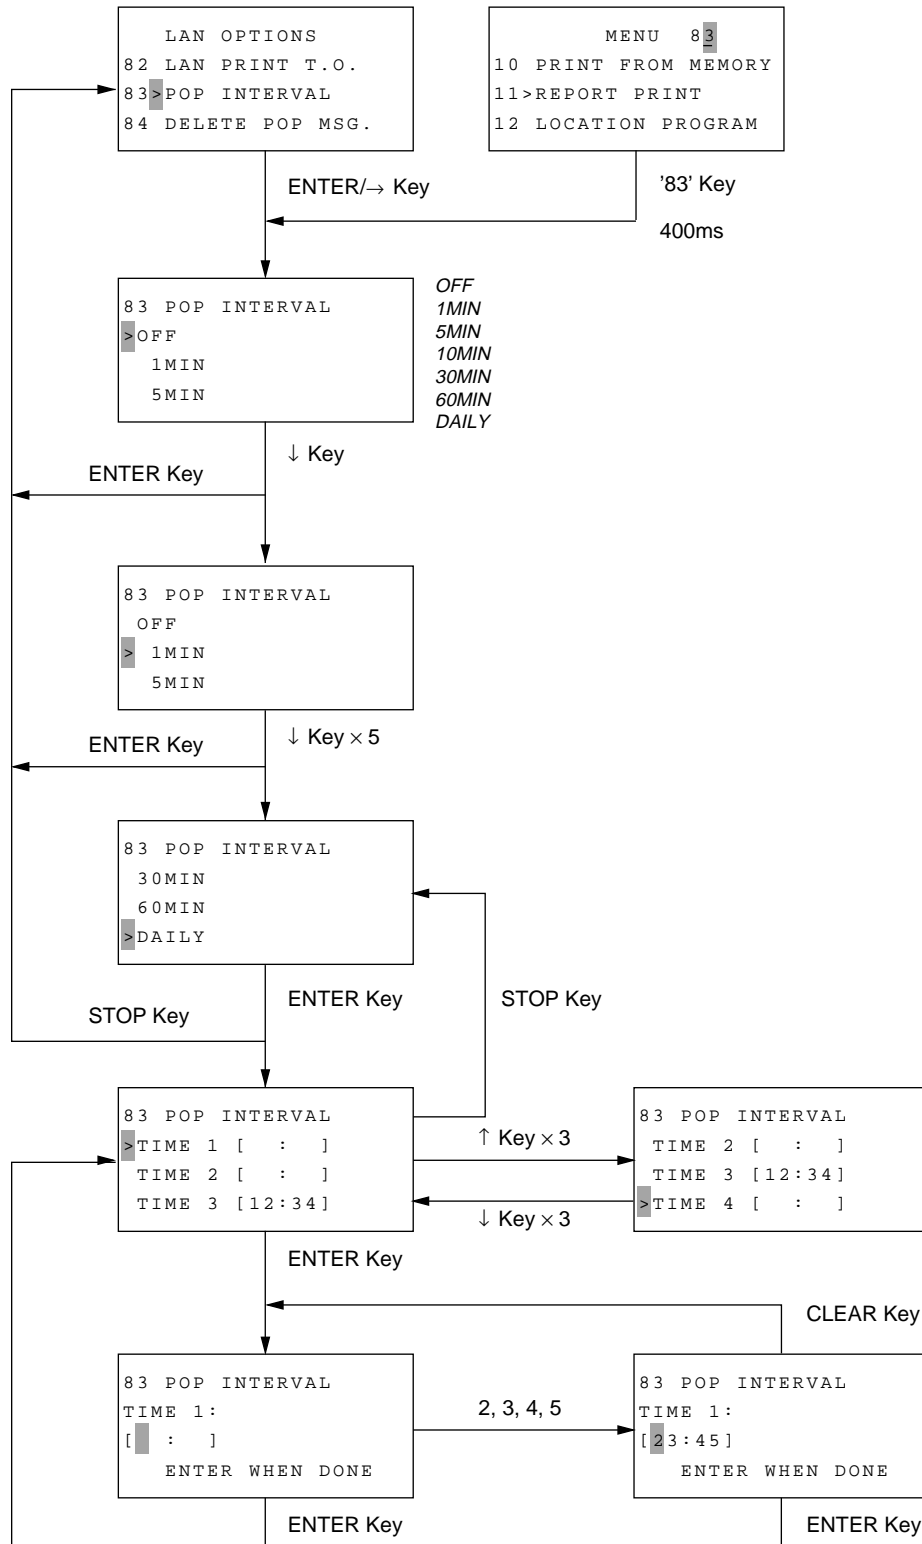 LAN OPTIONS
82 LAN PRINT T.O.
83>POP INTERVAL
84 DELETE POP MSG.
MENU 83
10 PRINT FROM MEMORY
11>REPORT PRINT
12 LOCATION PROGRAM
ENTER/→ Key
'83' Key
400ms
83 POP INTERVAL
>OFF
1MIN
5MIN
OFF
1MIN
5MIN
10MIN
30MIN
60MIN
DAILY
↓ Key
ENTER Key
83 POP INTERVAL
OFF
> 1MIN
5MIN
↓ Key × 5
ENTER Key
83 POP INTERVAL
30MIN
60MIN
>DAILY
ENTER Key
STOP Key
STOP Key
83 POP INTERVAL
>TIME 1 [  :  ]
TIME 2 [  :  ]
TIME 3 [12:34]
↑ Key × 3
↓ Key × 3
83 POP INTERVAL
TIME 2 [  :  ]
TIME 3 [12:34]
>TIME 4 [  :  ]
ENTER Key
CLEAR Key
83 POP INTERVAL
TIME 1:
[  :  ]
ENTER WHEN DONE
2, 3, 4, 5
83 POP INTERVAL
TIME 1:
[23:45]
ENTER WHEN DONE
ENTER Key
ENTER Key